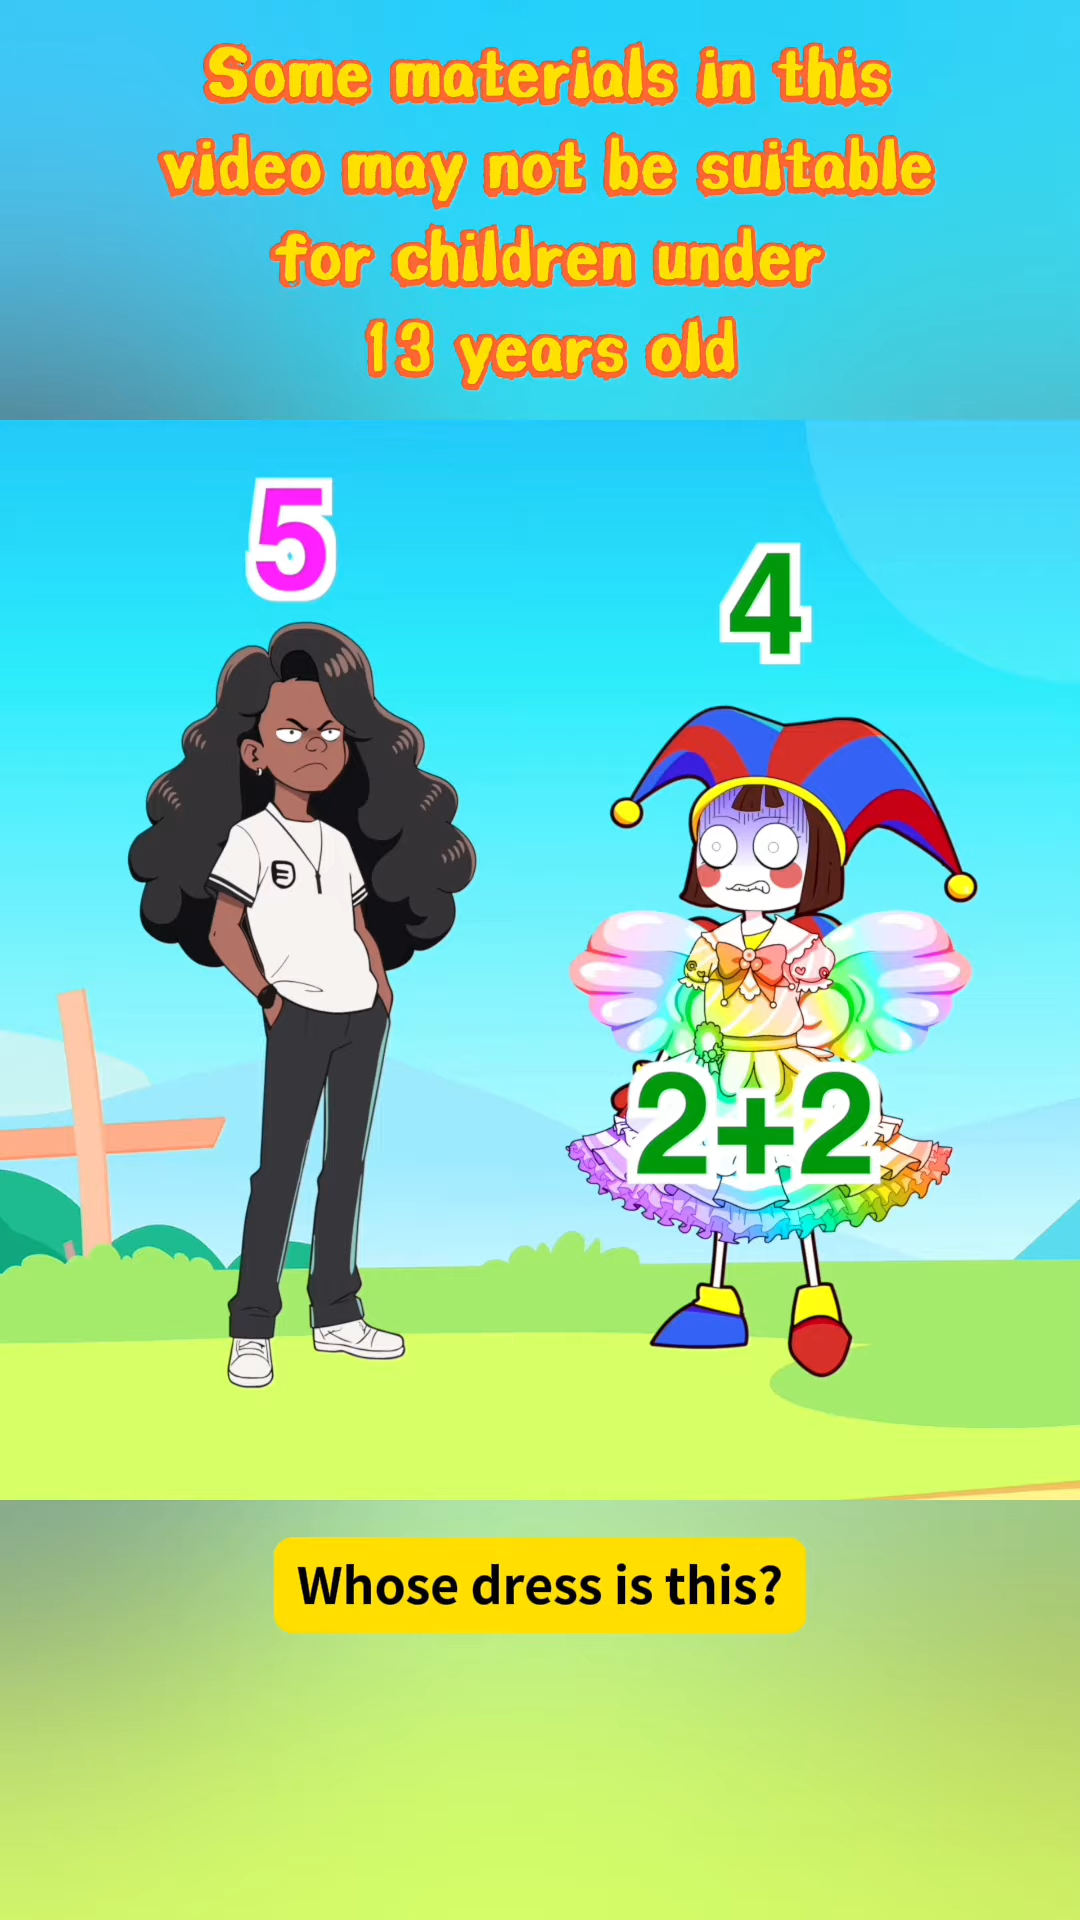 Some materials in this
video may not be suitable
for children under
13 years old
5
4
2+2
Whose dress is this?